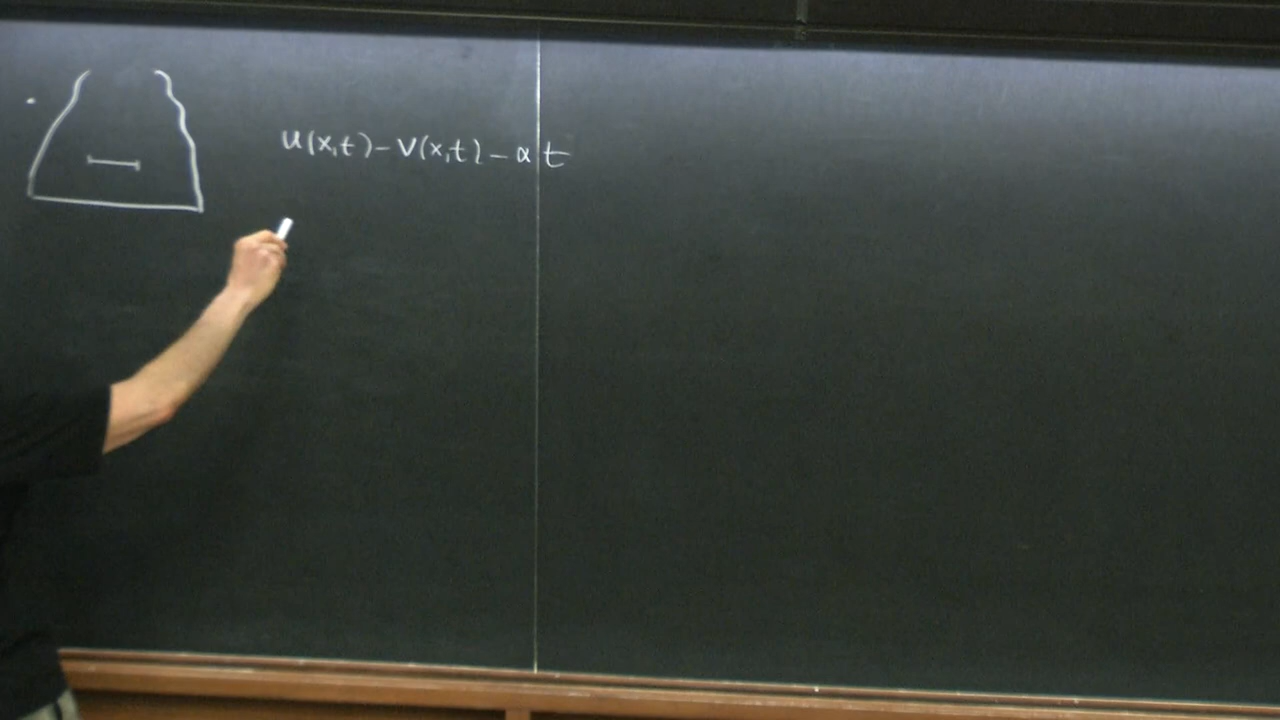 u(x,t) - v(x,t) - α t